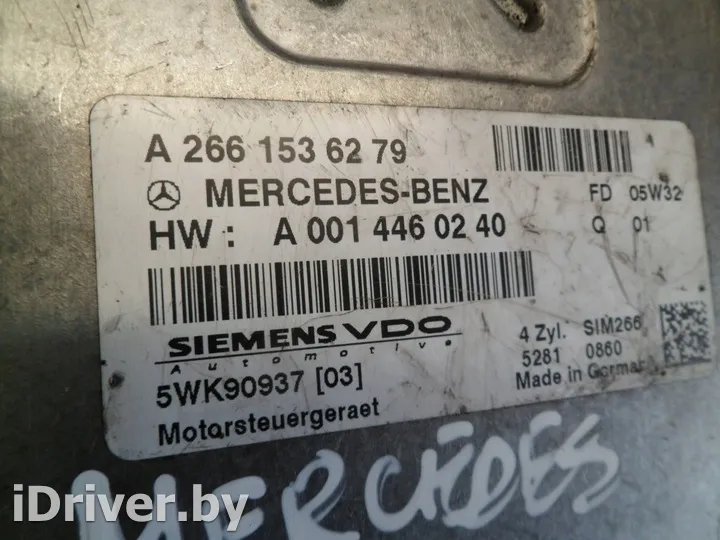 A 266 153 62 79
MERCEDES-BENZ
FD 05W32
HW: A 001 446 02 40
Q 01
SIEMENS VDO
Automotive
4 Zyl. SIM266
5281 0860
5WK90937 [03]
Made in German
Motorsteuergeraet
MERCEDES
iDriver.by